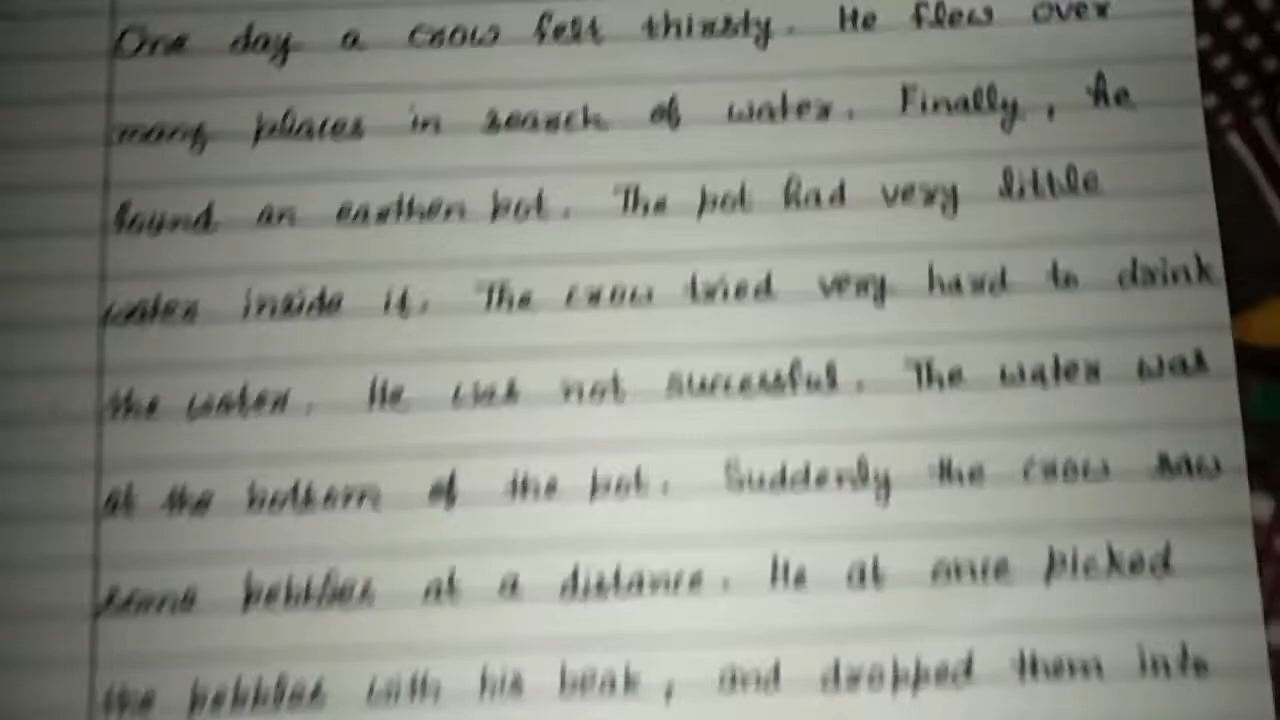 One day a crow felt thirsty. He flew over
many places in search of water. Finally, he
found an earthen pot. The pot had very little
water inside it. The crow tried very hard to drink
the water. He was not successful. The water was
at the bottom of the pot. Suddenly the crow saw
some pebbles at a distance. He at once picked
the pebbles with his beak, and dropped them into